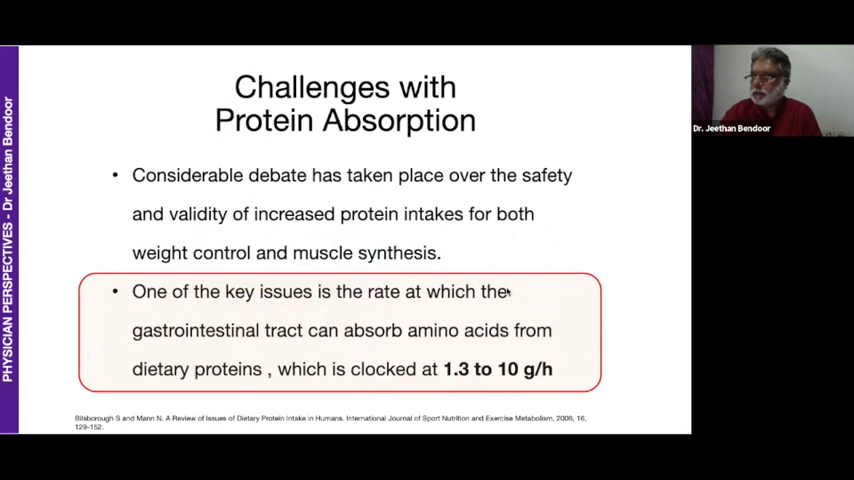 PHYSICIAN PERSPECTIVES - Dr Jeethan Bendoor
Challenges with
Protein Absorption
• Considerable debate has taken place over the safety
and validity of increased protein intakes for both
weight control and muscle synthesis.
• One of the key issues is the rate at which the
gastrointestinal tract can absorb amino acids from
dietary proteins , which is clocked at 1.3 to 10 g/h
Bilsborough S and Mann N. A Review of Issues of Dietary Protein Intake in Humans. International Journal of Sport Nutrition and Exercise Metabolism, 2006, 16,
129-152.
Dr. Jeethan Bendoor